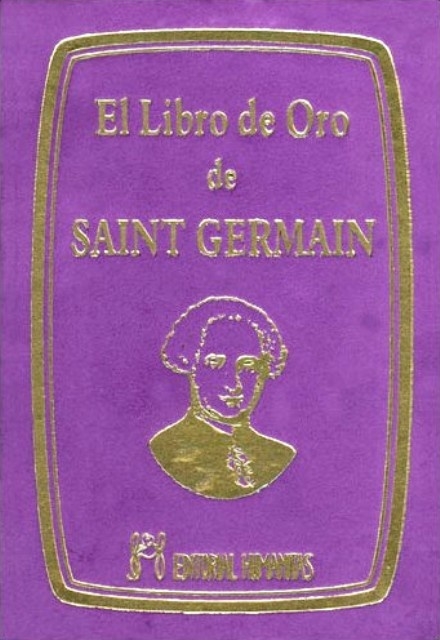 El Libro de Oro
de
SAINT GERMAIN
EDITORIAL HUMANITAS